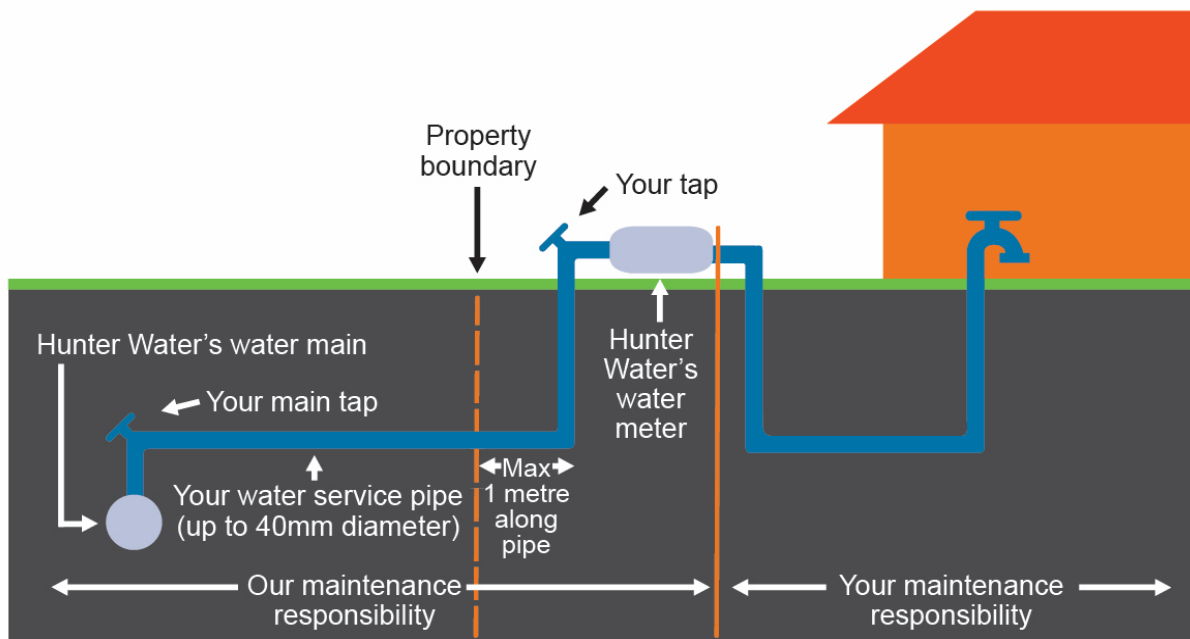 Property
boundary
Your tap
Hunter Water's water main
Hunter
Water's
water
meter
Your main tap
Max
1 metre
along
pipe
Your water service pipe
(up to 40mm diameter)
Our maintenance
responsibility
Your maintenance
responsibility